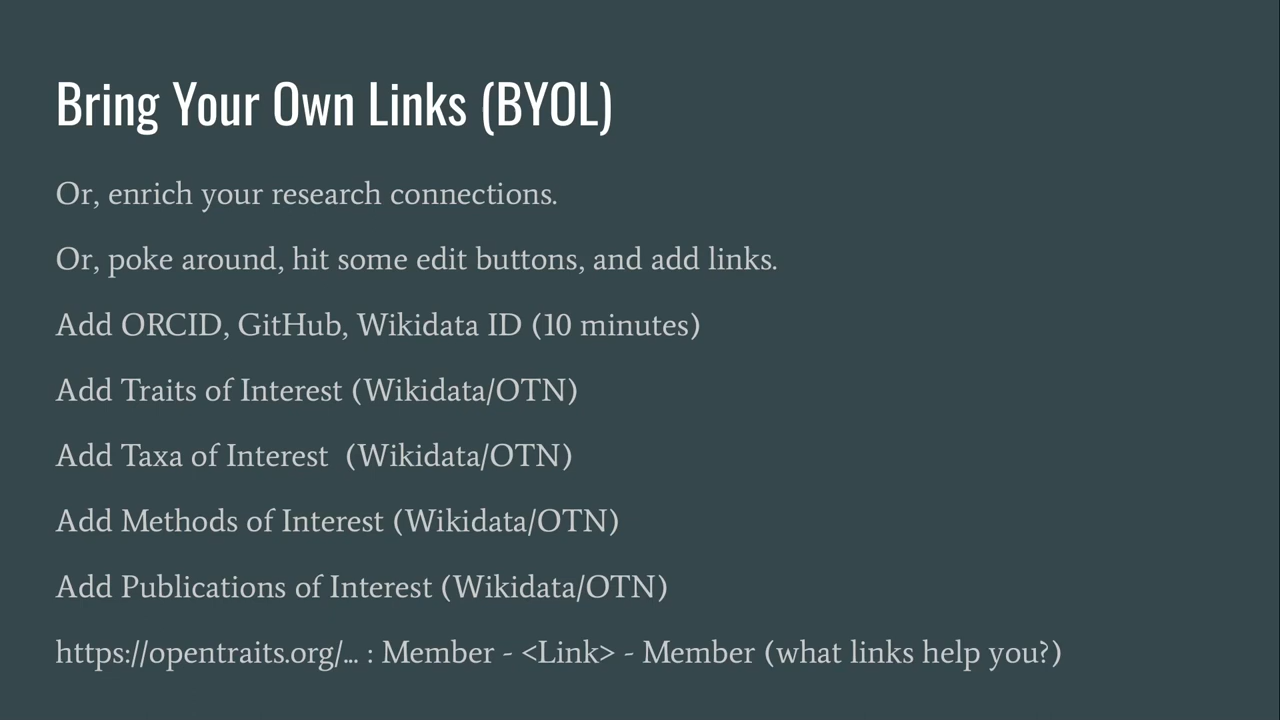 Bring Your Own Links (BYOL)
Or, enrich your research connections.
Or, poke around, hit some edit buttons, and add links.
Add ORCID, GitHub, Wikidata ID (10 minutes)
Add Traits of Interest (Wikidata/OTN)
Add Taxa of Interest  (Wikidata/OTN)
Add Methods of Interest (Wikidata/OTN)
Add Publications of Interest (Wikidata/OTN)
https://opentraits.org/... : Member - <Link> - Member (what links help you?)